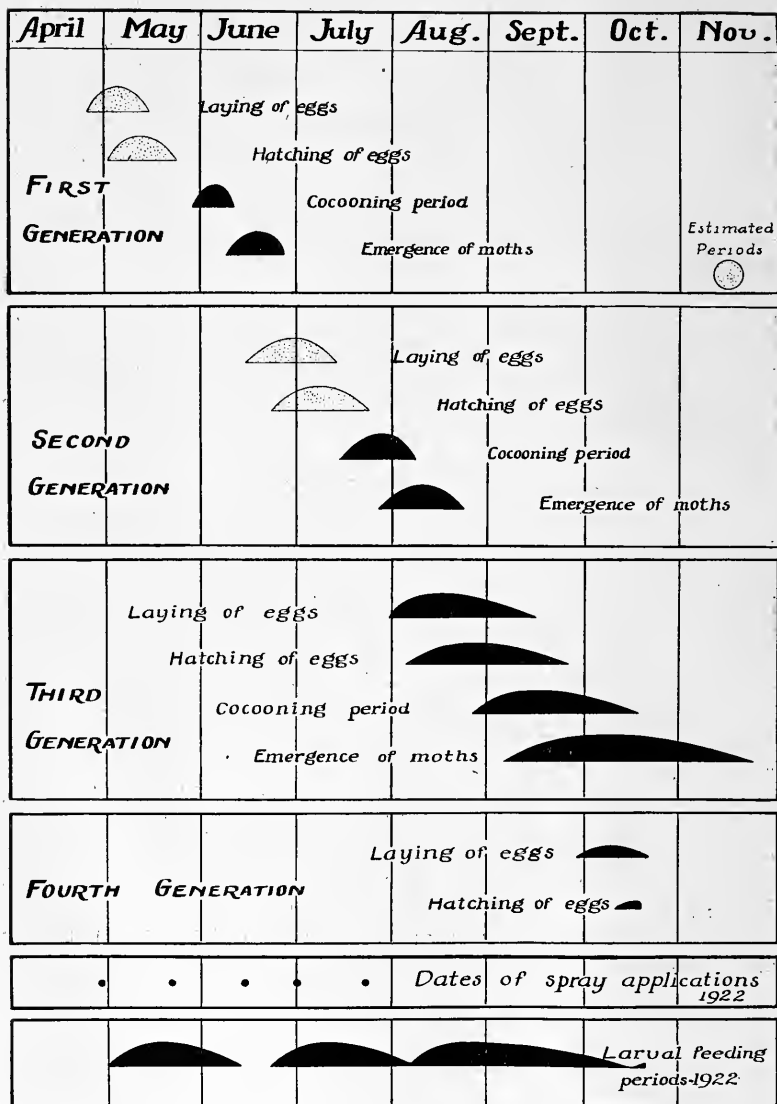 April May June July Aug. Sept. Oct. Nov.
Laying of eggs
Hatching of eggs
FIRST
GENERATION
Cocooning period
Emergence of moths
Estimated
Periods
Laying of eggs
Hatching of eggs
SECOND
GENERATION
Cocooning period
Emergence of moths
Laying of eggs
Hatching of eggs
THIRD
GENERATION
Cocooning period
Emergence of moths
Laying of eggs
FOURTH GENERATION
Hatching of eggs
Dates of spray applications
1922
Larval feeding
periods-1922